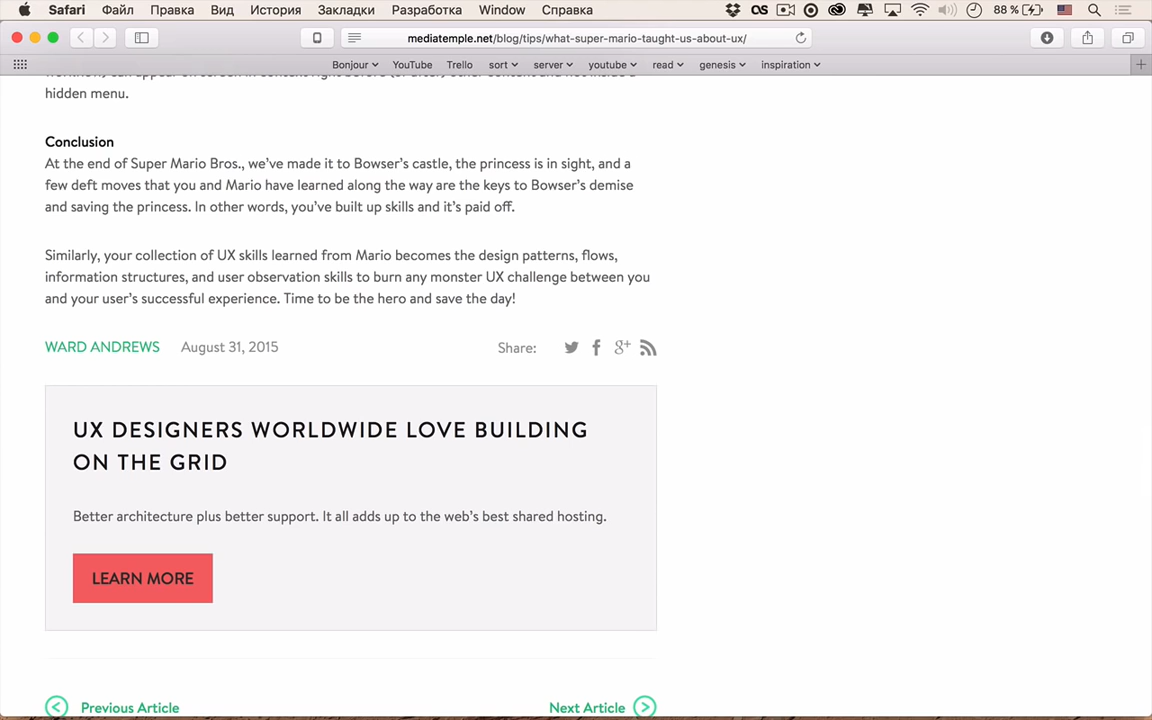 Safari Файл Правка Вид История Закладки Разработка Window Справка 88 %
mediatemple.net/blog/tips/what-super-mario-taught-us-about-ux/
Bonjour YouTube Trello sort server youtube read genesis inspiration
hidden menu.
Conclusion
At the end of Super Mario Bros., we’ve made it to Bowser’s castle, the princess is in sight, and a
few deft moves that you and Mario have learned along the way are the keys to Bowser’s demise
and saving the princess. In other words, you’ve built up skills and it’s paid off.
Similarly, your collection of UX skills learned from Mario becomes the design patterns, flows,
information structures, and user observation skills to burn any monster UX challenge between you
and your user’s successful experience. Time to be the hero and save the day!
WARD ANDREWS August 31, 2015 Share:
UX DESIGNERS WORLDWIDE LOVE BUILDING
ON THE GRID
Better architecture plus better support. It all adds up to the web’s best shared hosting.
LEARN MORE
Previous Article Next Article